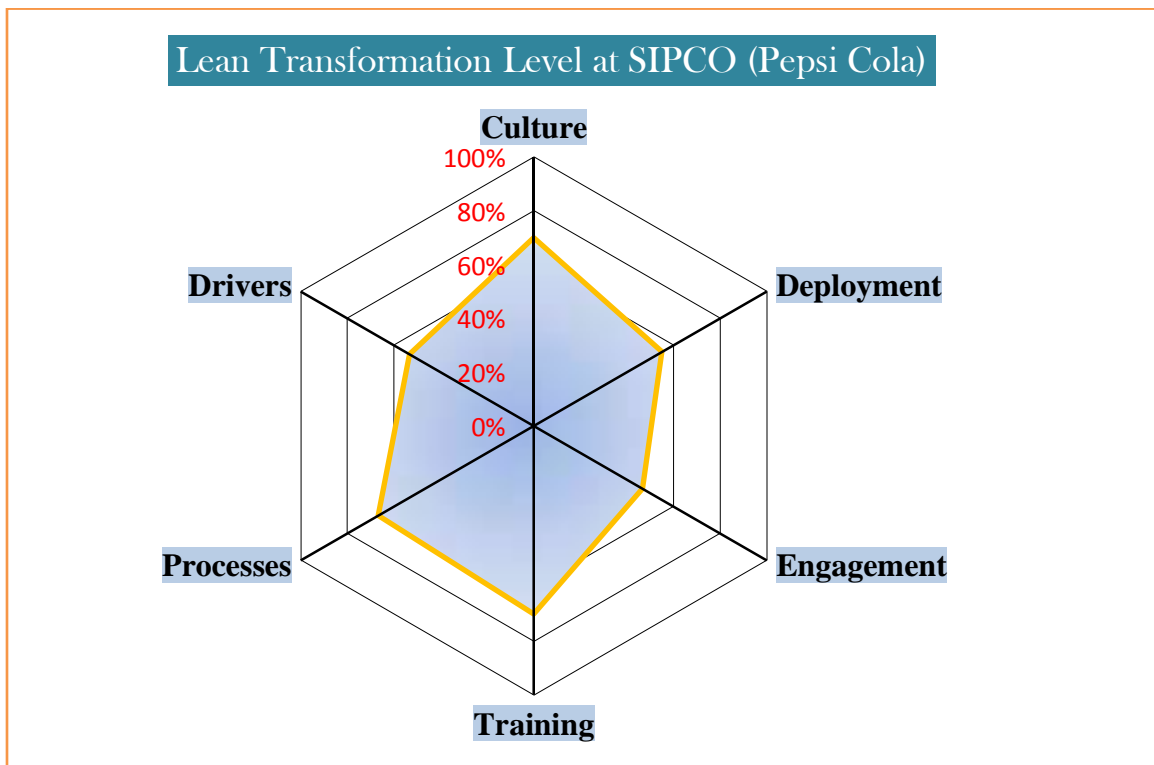 Lean Transformation Level at SIPCO (Pepsi Cola)
Culture
100%
80%
60%
40%
20%
0%
Drivers
Deployment
Processes
Engagement
Training